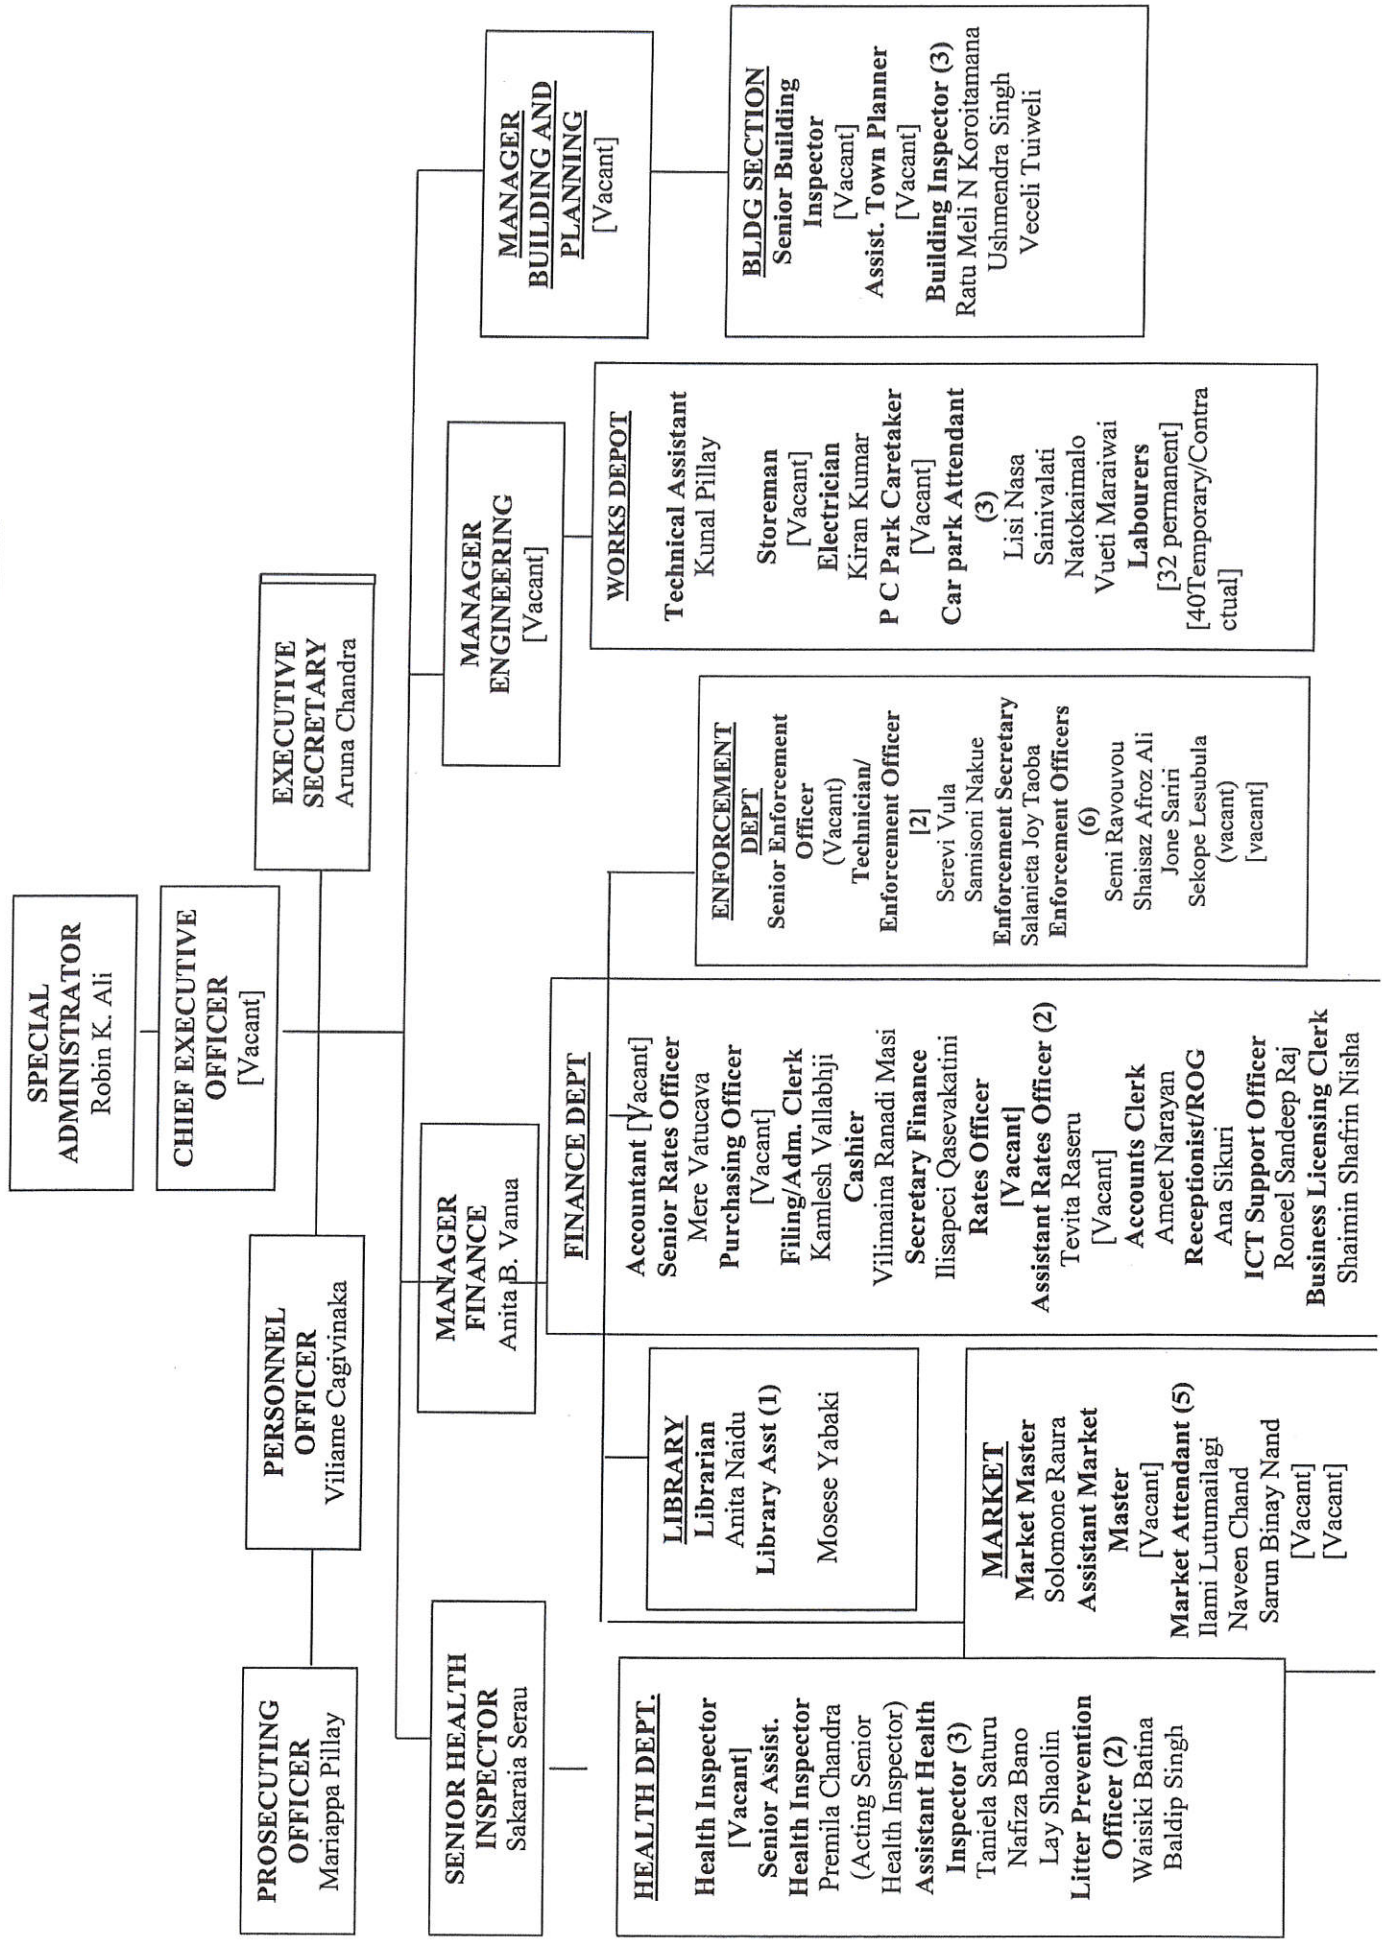 SPECIAL
ADMINISTRATOR
Robin K. Ali
CHIEF EXECUTIVE
OFFICER
[Vacant]
PROSECUTING
OFFICER
Mariappa Pillay
PERSONNEL
OFFICER
Viliame Cagivinaka
EXECUTIVE
SECRETARY
Aruna Chandra
SENIOR HEALTH
INSPECTOR
Sakaraia Serau
MANAGER
FINANCE
Anita B. Vanua
MANAGER
ENGINEERING
[Vacant]
MANAGER
BUILDING AND
PLANNING
[Vacant]
HEALTH DEPT.
Health Inspector
[Vacant]
Senior Assist.
Health Inspector
Premila Chandra
(Acting Senior
Health Inspector)
Assistant Health
Inspector (3)
Taniela Saturu
Nafiza Bano
Lay Shaolin
Litter Prevention
Officer (2)
Waisiki Batina
Baldip Singh
LIBRARY
Librarian
Anita Naidu
Library Asst (1)
Mosese Yabaki
MARKET
Market Master
Solomone Raura
Assistant Market
Master
[Vacant]
Market Attendant (5)
Ilami Lutumailagi
Naveen Chand
Sarun Binay Nand
[Vacant]
[Vacant]
FINANCE DEPT
Accountant [Vacant]
Senior Rates Officer
Mere Vatucava
Purchasing Officer
[Vacant]
Filing/Adm. Clerk
Kamlesh Vallabhji
Cashier
Vilimaina Ranadi Masi
Secretary Finance
Ilisapeci Qasevakatini
Rates Officer
[Vacant]
Assistant Rates Officer (2)
Tevita Raseru
[Vacant]
Accounts Clerk
Ameet Narayan
Receptionist/ROG
Ana Sikuri
ICT Support Officer
Roneel Sandeep Raj
Business Licensing Clerk
Shaimin Shafrin Nisha
ENFORCEMENT
DEPT
Senior Enforcement
Officer
(Vacant)
Technician/
Enforcement Officer
[2]
Serevi Vula
Samisoni Nakue
Enforcement Secretary
Salanieta Joy Taoba
Enforcement Officers
(6)
Semi Ravouvou
Shaisaz Afroz Ali
Jone Sariri
Sekope Lesubula
(vacant)
[vacant]
WORKS DEPOT
Technical Assistant
Kunal Pillay
Storeman
[Vacant]
Electrician
Kiran Kumar
P C Park Caretaker
[Vacant]
Car park Attendant
(3)
Lisi Nasa
Sainivalati
Natokaimalo
Vueti Maraiwai
Labourers
[32 permanent]
[40Temporary/Contra
ctual]
BLDG SECTION
Senior Building
Inspector
[Vacant]
Assist. Town Planner
[Vacant]
Building Inspector (3)
Ratu Meli N Koroitamana
Ushmendra Singh
Veceli Tuiweli